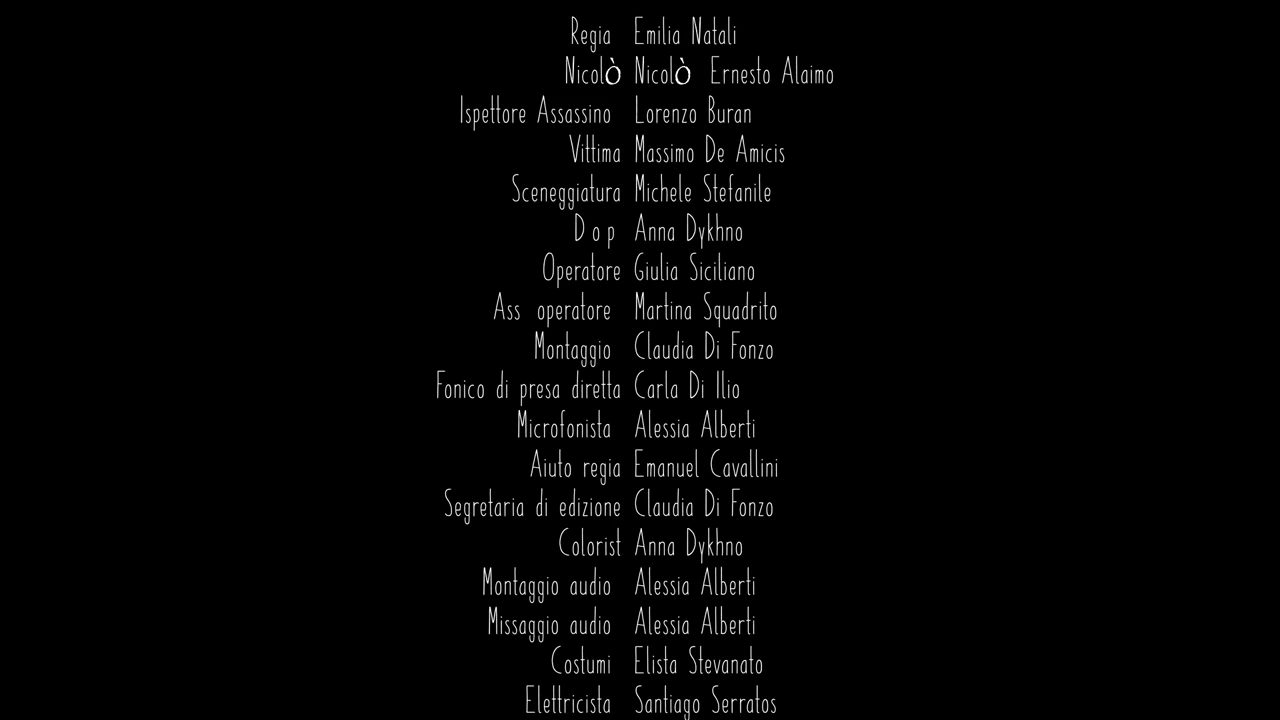 Regia Emilia Natali
Nicolò Nicolò Ernesto Alaimo
Ispettore Assassino Lorenzo Buran
Vittima Massimo De Amicis
Sceneggiatura Michele Stefanile
D o p Anna Dykhno
Operatore Giulia Siciliano
Ass operatore Martina Squadrito
Montaggio Claudia Di Fonzo
Fonico di presa diretta Carla Di Ilio
Microfonista Alessia Alberti
Aiuto regia Emanuel Cavallini
Segretaria di edizione Claudia Di Fonzo
Colorist Anna Dykhno
Montaggio audio Alessia Alberti
Missaggio audio Alessia Alberti
Costumi Elista Stevanato
Elettricista Santiago Serratos